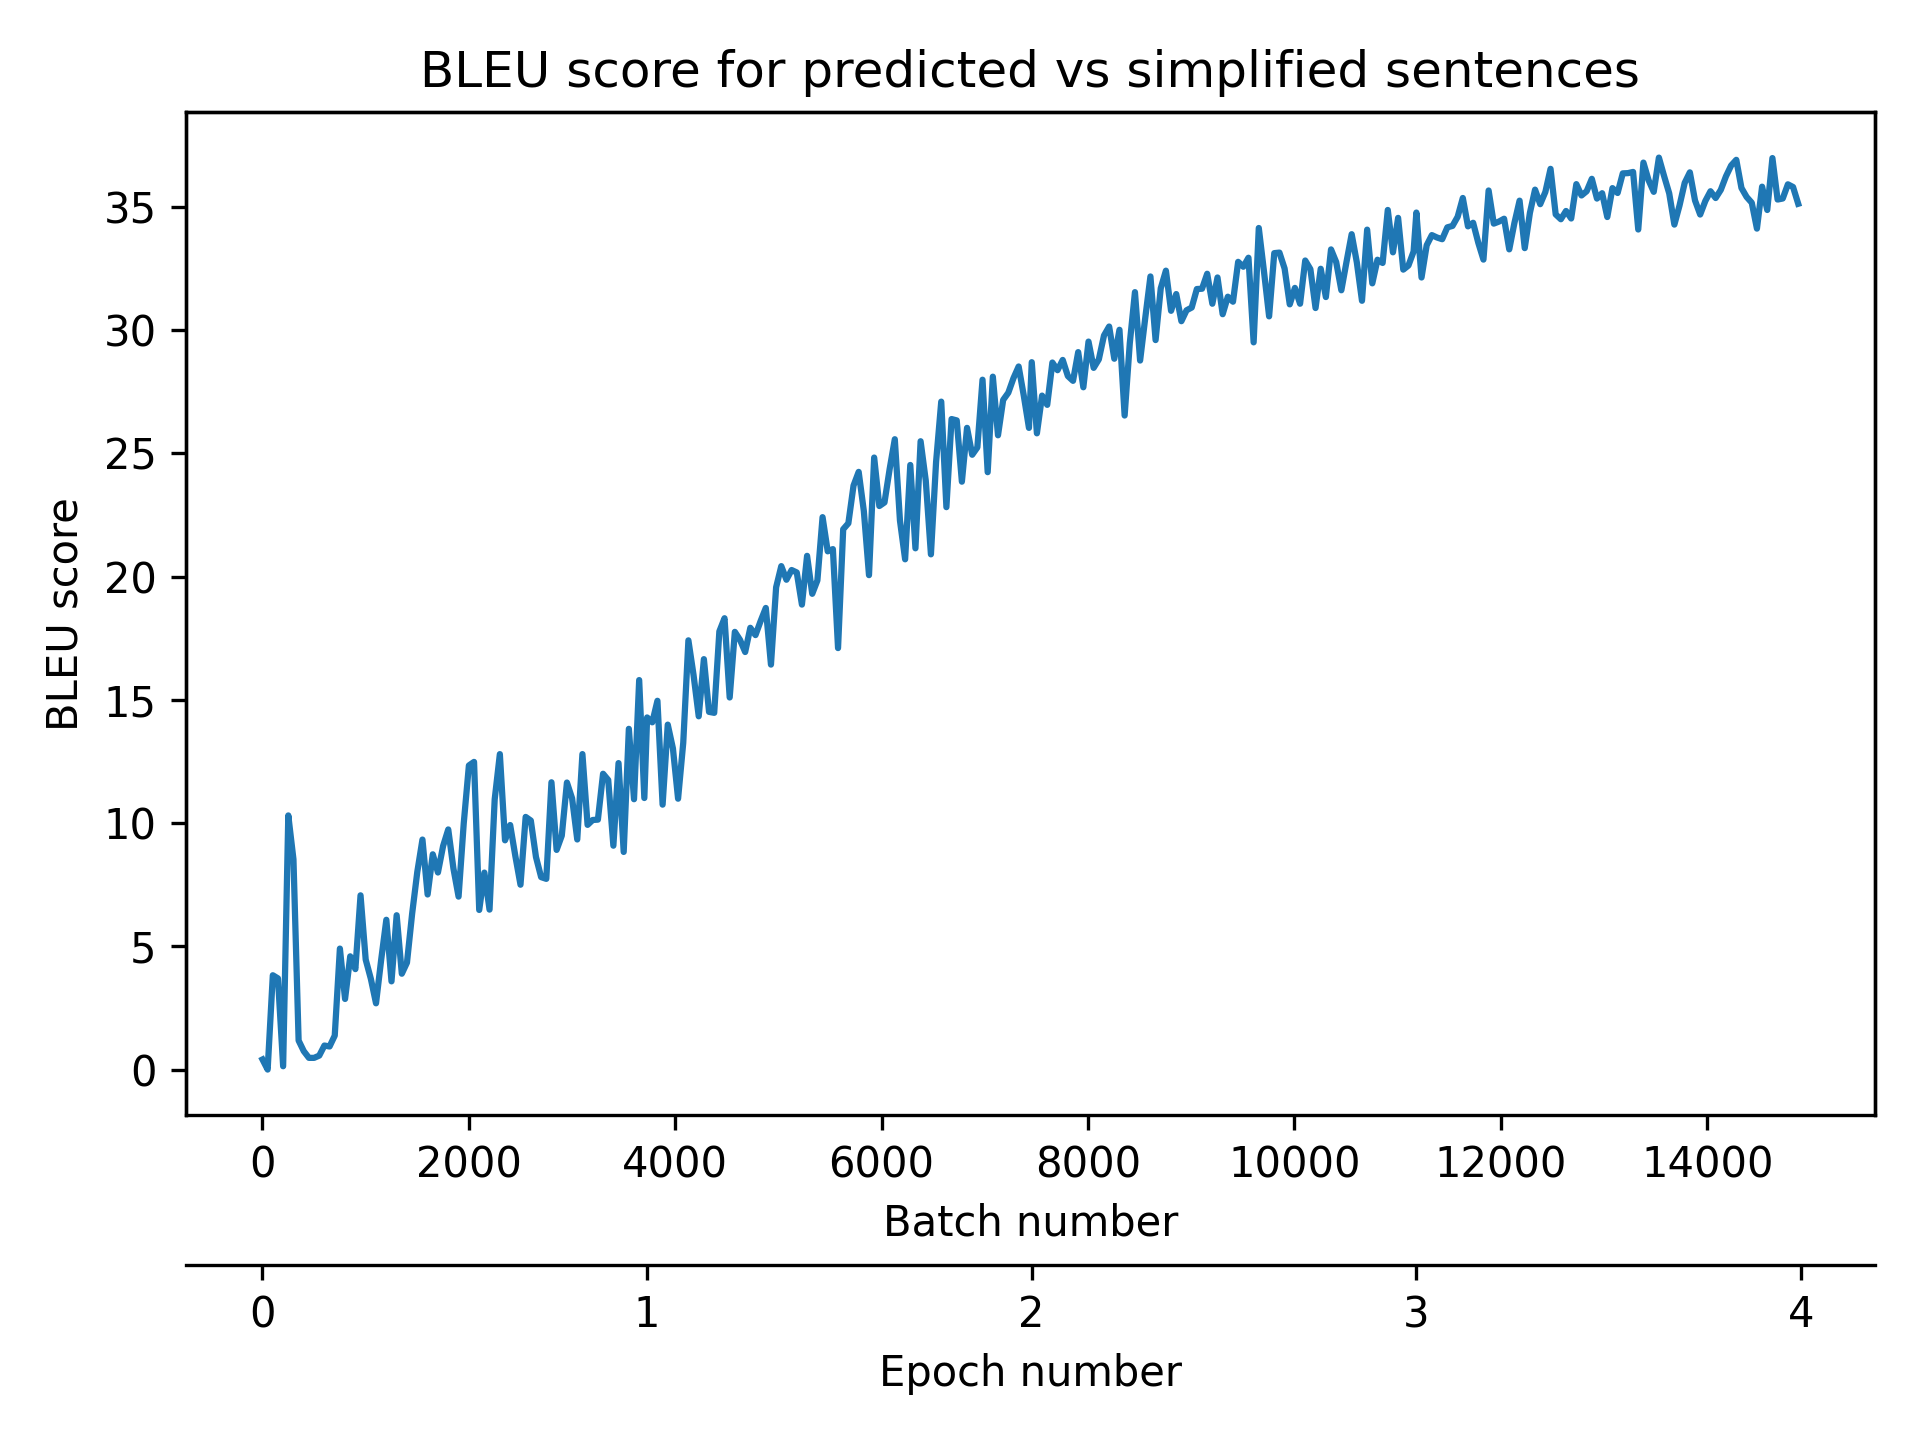 BLEU score for predicted vs simplified sentences
BLEU score
35
30
25
20
15
10
5
0
0 2000 4000 6000 8000 10000 12000 14000
Batch number
0 1 2 3 4
Epoch number